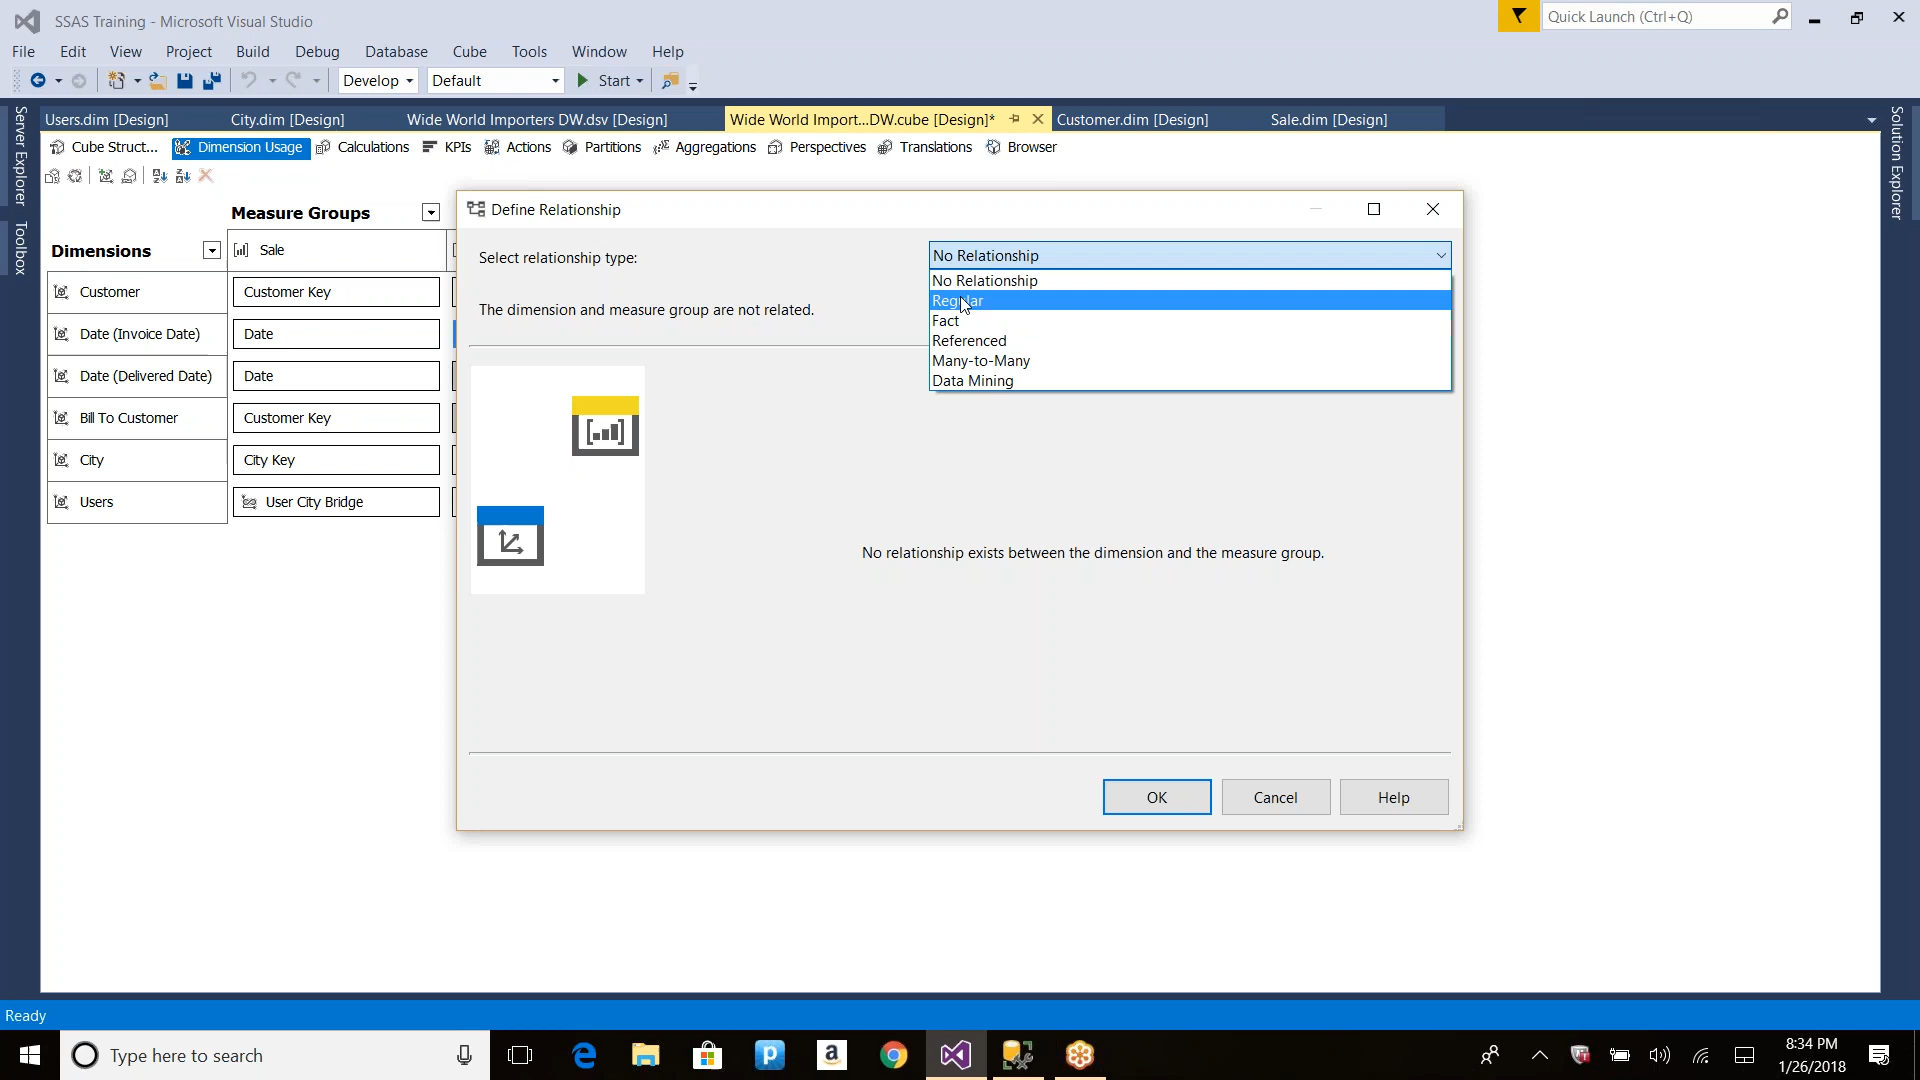 SSAS Training - Microsoft Visual Studio
Quick Launch (Ctrl+Q)
File Edit View Project Build Debug Database Cube Tools Window Help
Develop Default Start
Server Explorer
Toolbox
Solution Explorer
Users.dim [Design] City.dim [Design] Wide World Importers DW.dsv [Design] Wide World Import...DW.cube [Design]* Customer.dim [Design] Sale.dim [Design]
Cube Struct... Dimension Usage Calculations KPIs Actions Partitions Aggregations Perspectives Translations Browser
Measure Groups
Dimensions
Sale
Customer Customer Key
Date (Invoice Date) Date
Date (Delivered Date) Date
Bill To Customer Customer Key
City City Key
Users User City Bridge
Define Relationship
Select relationship type: No Relationship
No Relationship
Regular
Fact
Referenced
Many-to-Many
Data Mining
The dimension and measure group are not related.
No relationship exists between the dimension and the measure group.
OK Cancel Help
Ready
Type here to search
8:34 PM
1/26/2018